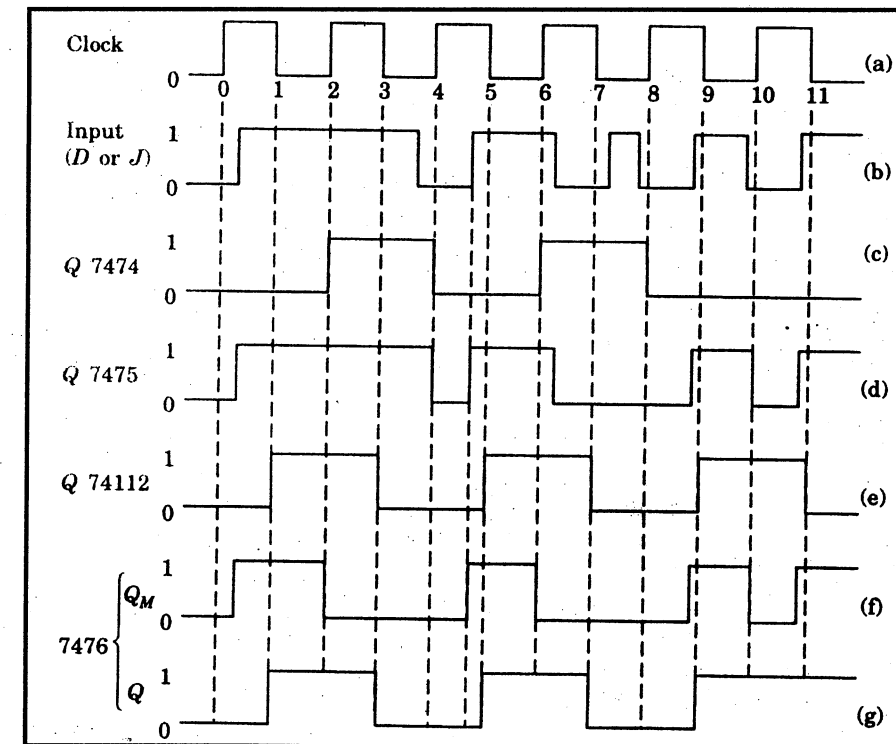 Clock
0
(a)
0 1 2 3 4 5 6 7 8 9 10 11
Input
(D or J)
1
0
(b)
Q 7474
1
0
(c)
Q 7475
1
0
(d)
Q 74112
1
0
(e)
7476
Q_M
1
0
(f)
Q
1
0
(g)